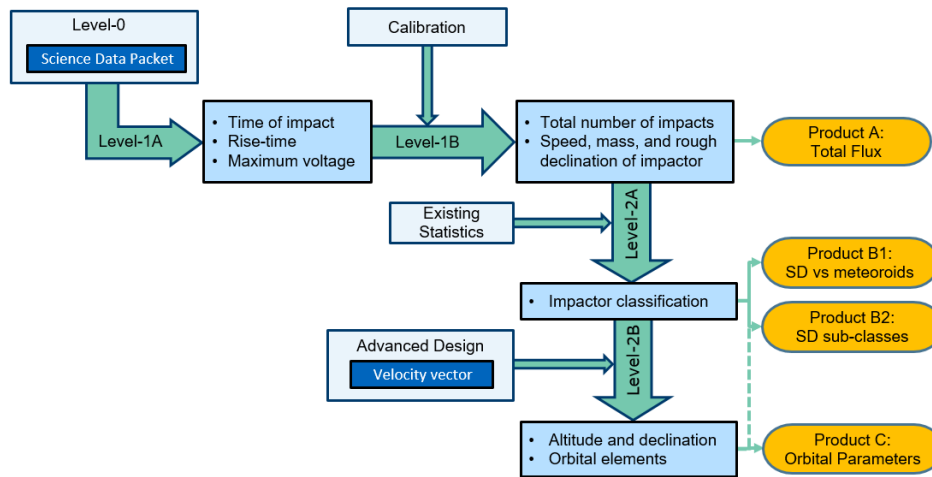 Level-0
Science Data Packet
Calibration
Level-1A
• Time of impact
• Rise-time
• Maximum voltage
Level-1B
• Total number of impacts
• Speed, mass, and rough
declination of impactor
Product A:
Total Flux
Existing
Statistics
Level-2A
Product B1:
SD vs meteoroids
• Impactor classification
Product B2:
SD sub-classes
Advanced Design
Velocity vector
Level-2B
• Altitude and declination
• Orbital elements
Product C:
Orbital Parameters